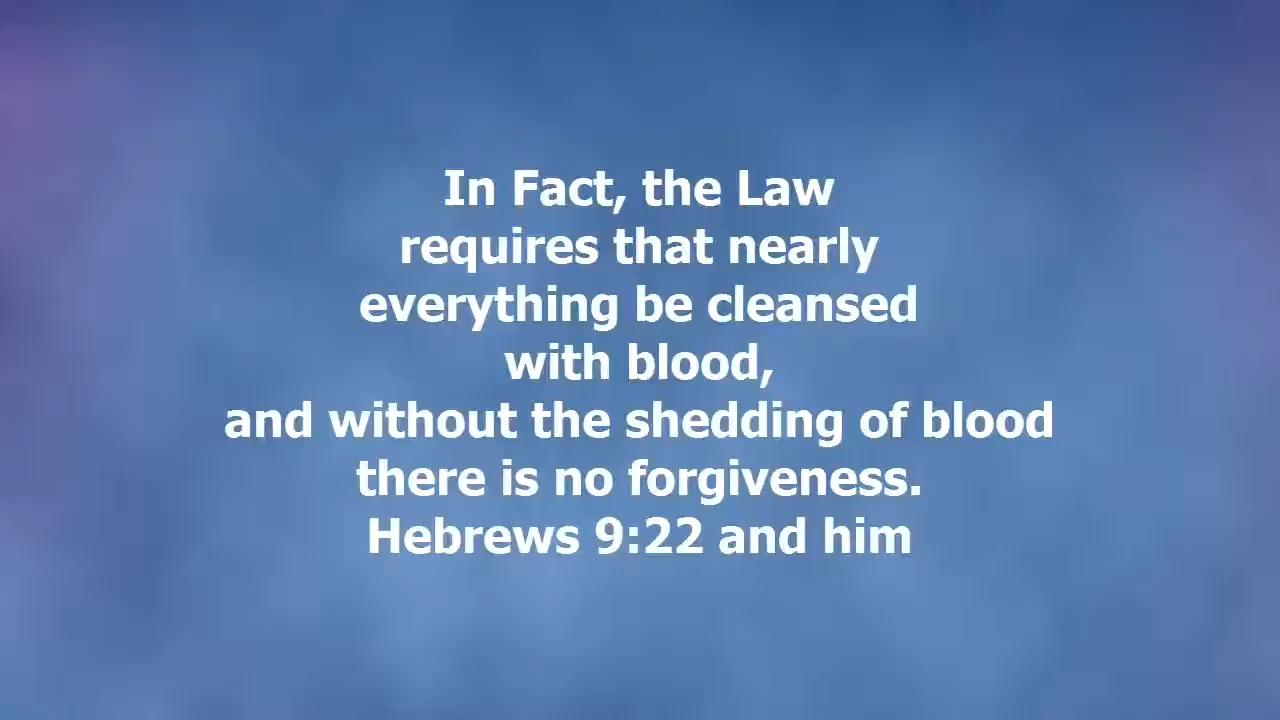 In Fact, the Law
requires that nearly
everything be cleansed
with blood,
and without the shedding of blood
there is no forgiveness.
Hebrews 9:22 and him